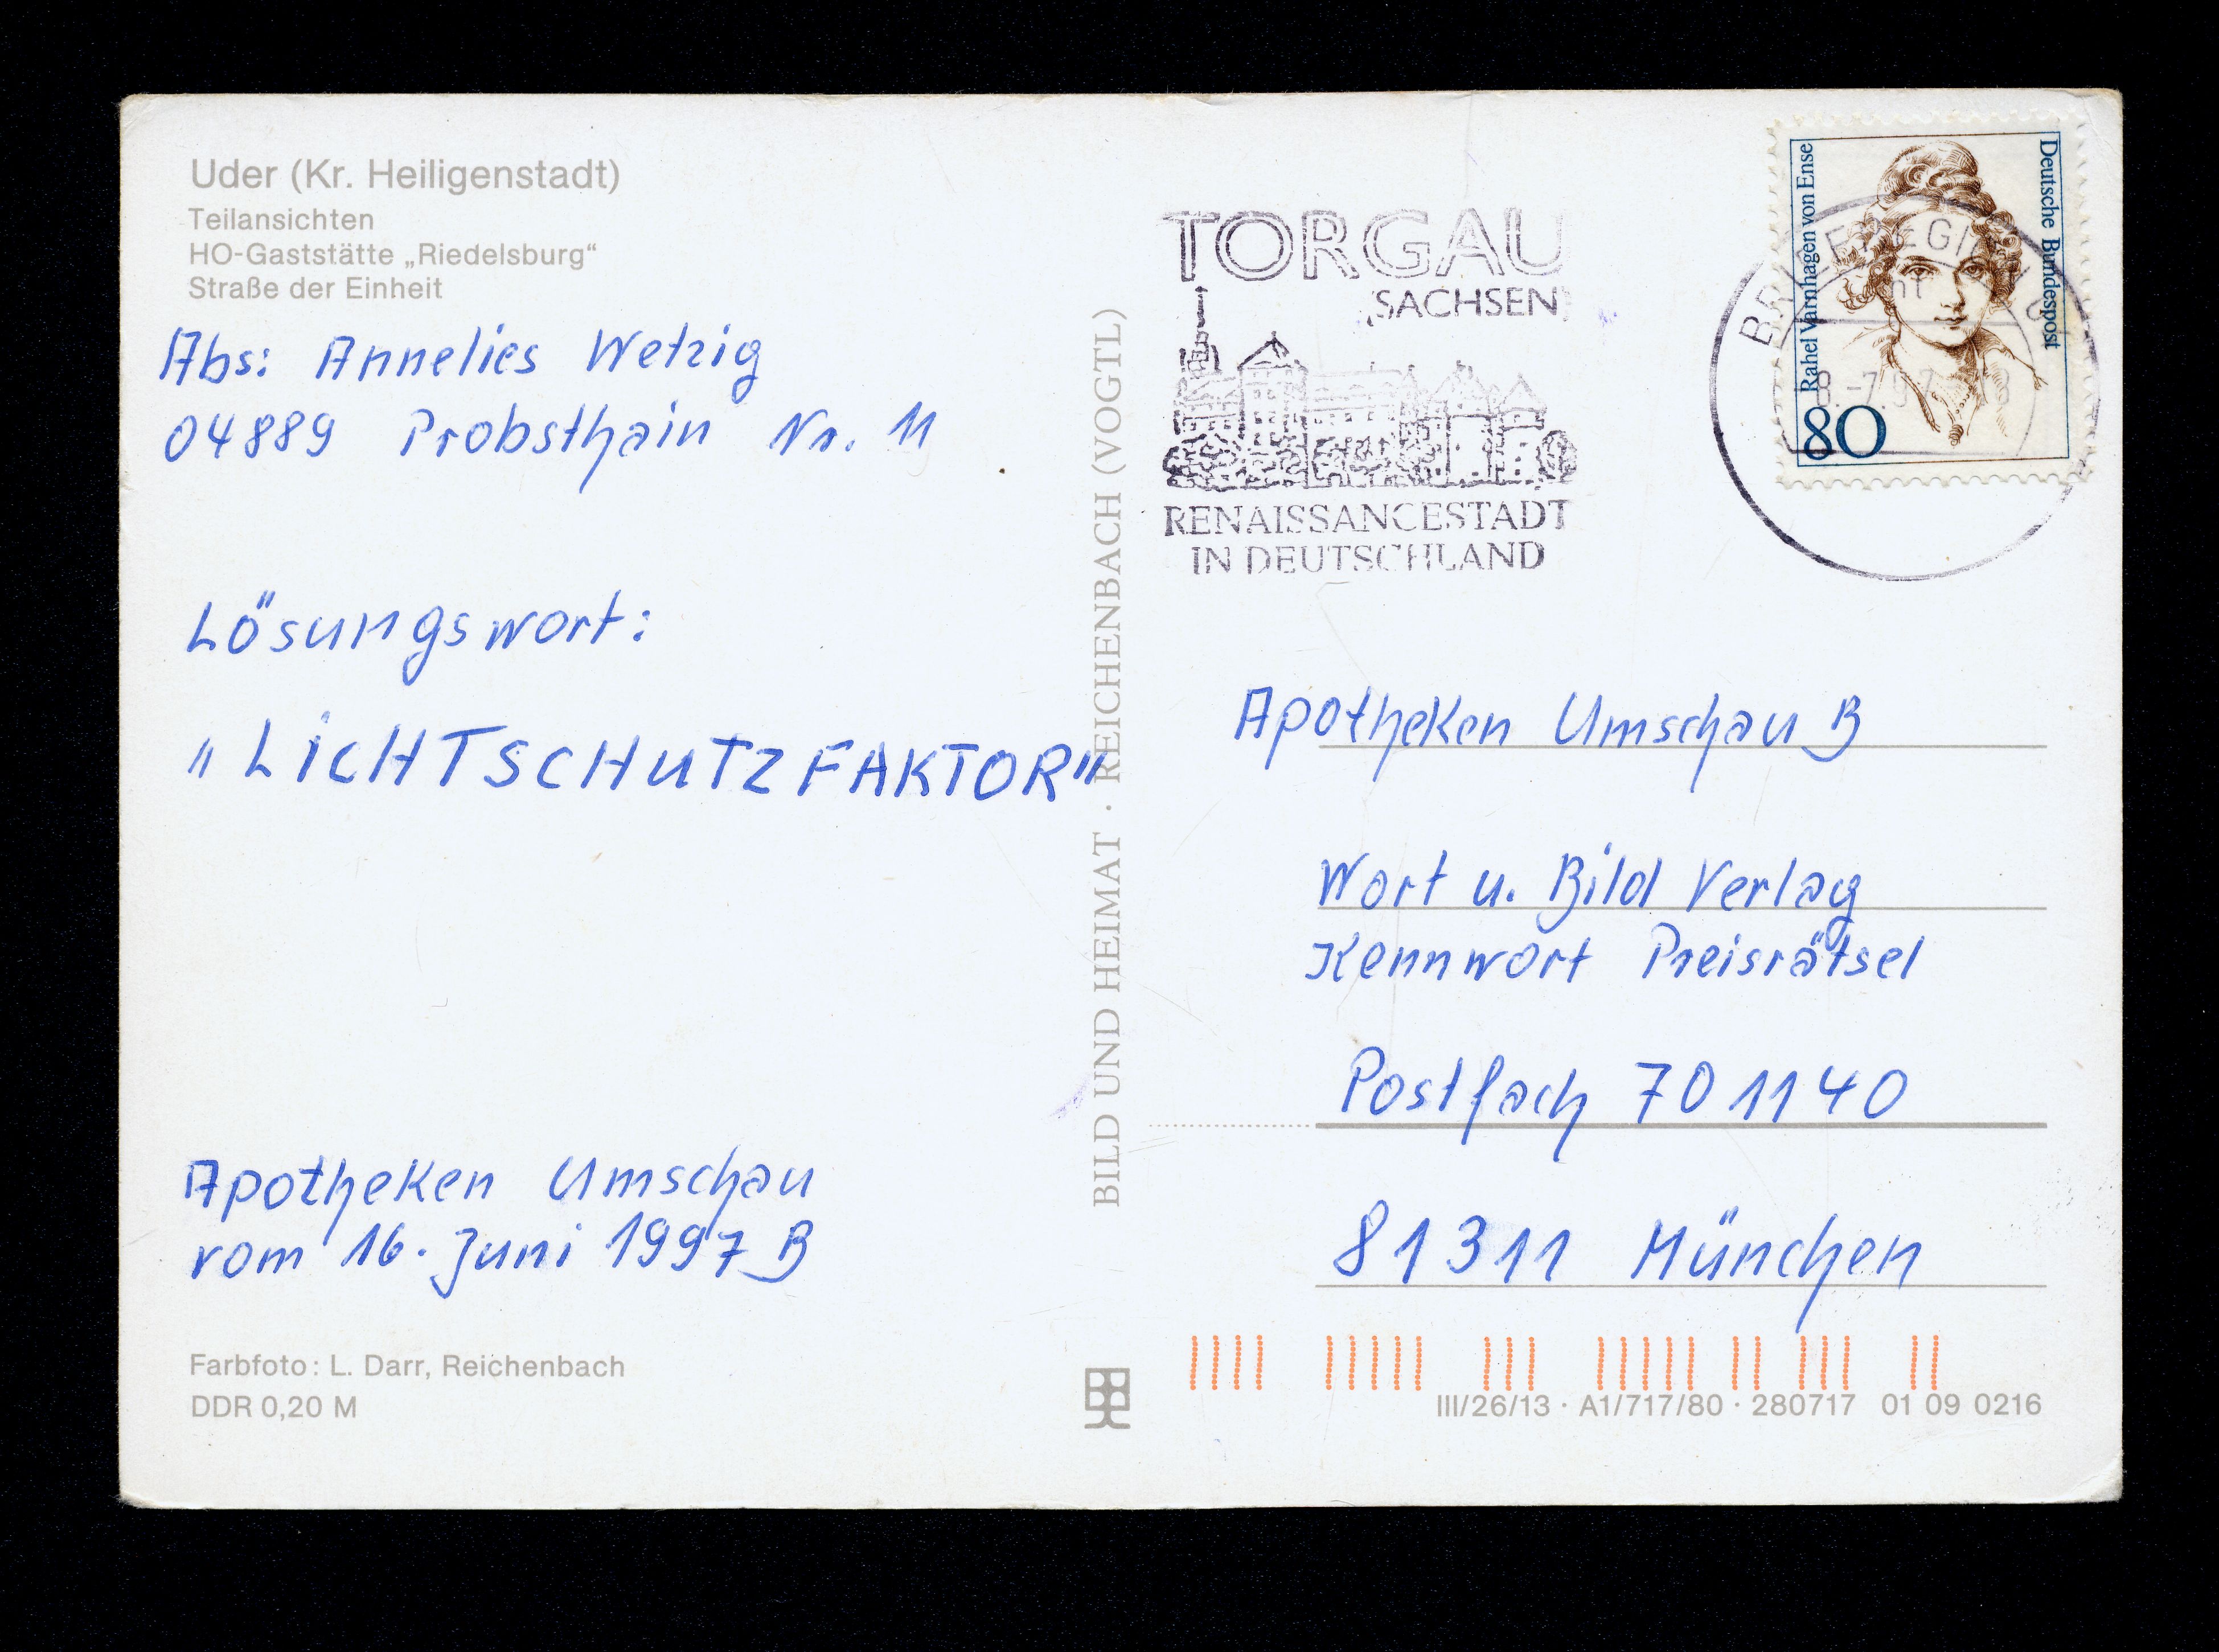 Uder (Kr. Heiligenstadt)
Teilansichten
HO-Gaststätte „Riedelsburg“
Straße der Einheit
Abs: Annelies Wetzig
04889 Probsthain Nr. 11
Lösungswort:
"LiCHTSCHUTZFAKTOR"
Apotheken Umschau
vom 16. Juni 1997 B
Farbfoto: L. Darr, Reichenbach
DDR 0,20 M
BILD UND HEIMAT · REICHENBACH (VOGTL)
TORGAU
(SACHSEN)
RENAISSANCESTADT
IN DEUTSCHLAND
Rahel Varnhagen von Ense
Deutsche Bundespost
80
Apotheken Umschau B
Wort u. Bild Verlag
Kennwort Preisrätsel
Postfach 701140
81311 München
III/26/13 · A1/717/80 · 280717 01 09 0216